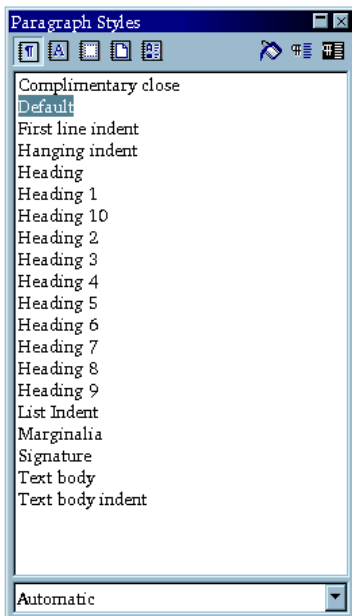 Paragraph Styles
Complimentary close
Default
First line indent
Hanging indent
Heading
Heading 1
Heading 10
Heading 2
Heading 3
Heading 4
Heading 5
Heading 6
Heading 7
Heading 8
Heading 9
List Indent
Marginalia
Signature
Text body
Text body indent
Automatic